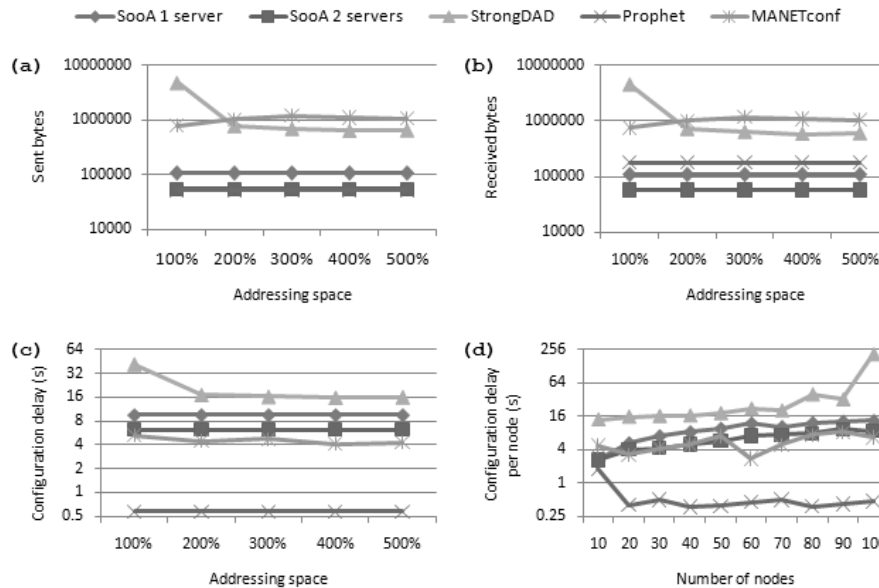 SooA 1 server SooA 2 servers StrongDAD Prophet MANETconf
(a)
Sent bytes
10000000
1000000
100000
10000
100% 200% 300% 400% 500%
Addressing space
(b)
Received bytes
10000000
1000000
100000
10000
100% 200% 300% 400% 500%
Addressing space
(c)
Configuration delay (s)
64
32
16
8
4
2
1
0.5
100% 200% 300% 400% 500%
Addressing space
(d)
Configuration delay
per node (s)
256
64
16
4
1
0.25
10 20 30 40 50 60 70 80 90 10
Number of nodes